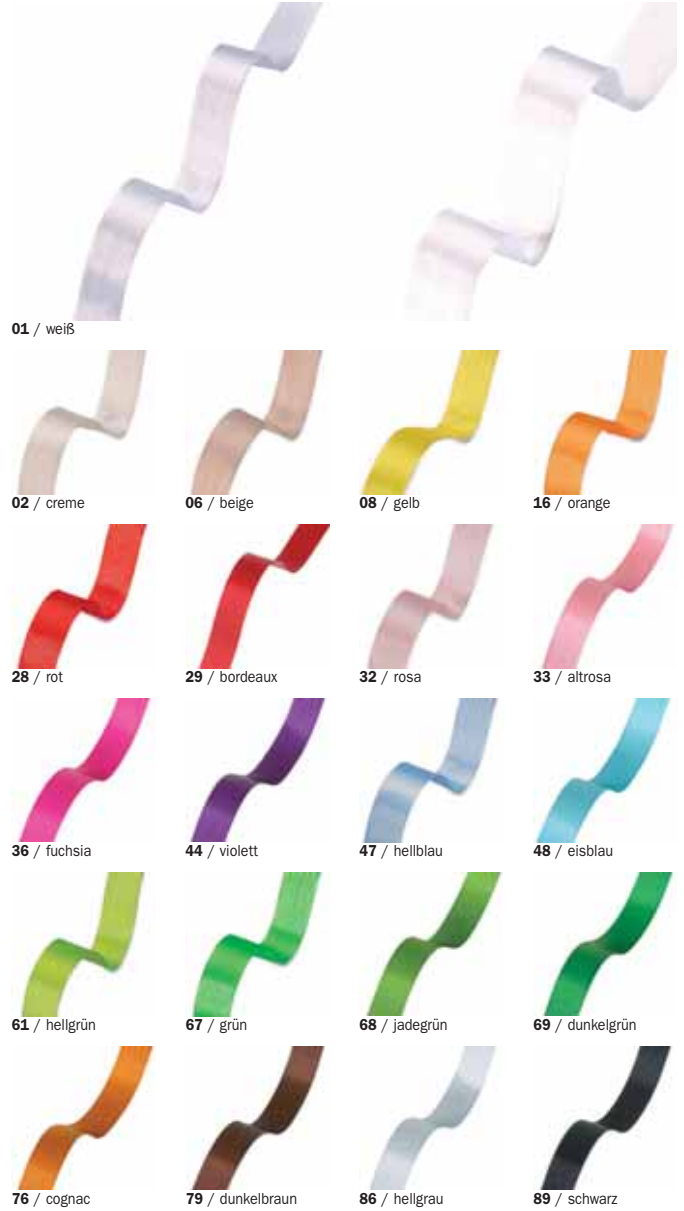 01 / weiß
02 / creme
06 / beige
08 / gelb
16 / orange
28 / rot
29 / bordeaux
32 / rosa
33 / altrosa
36 / fuchsia
44 / violett
47 / hellblau
48 / eisblau
61 / hellgrün
67 / grün
68 / jadegrün
69 / dunkelgrün
76 / cognac
79 / dunkelbraun
86 / hellgrau
89 / schwarz